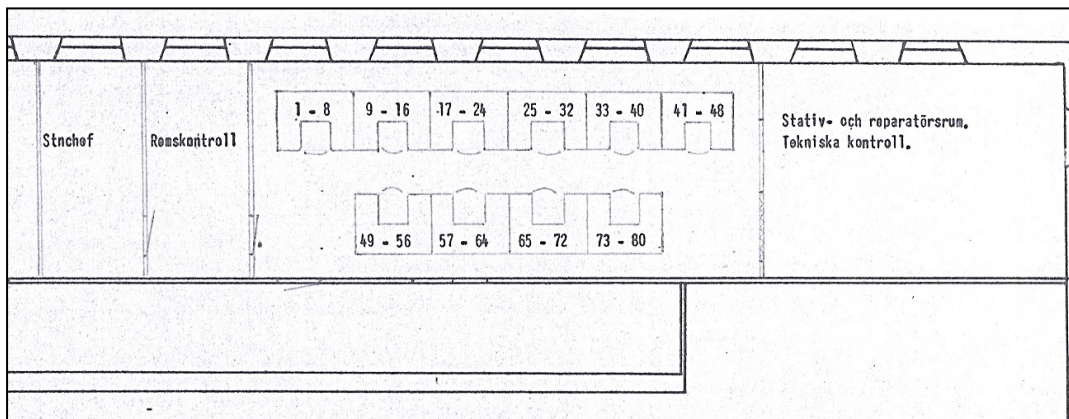 1 - 8
9 - 16
17 - 24
25 - 32
33 - 40
41 - 48
Stnchef
Remskontroll
Stativ- och reparatörsrum.
Tekniska kontroll.
49 - 56
57 - 64
65 - 72
73 - 80